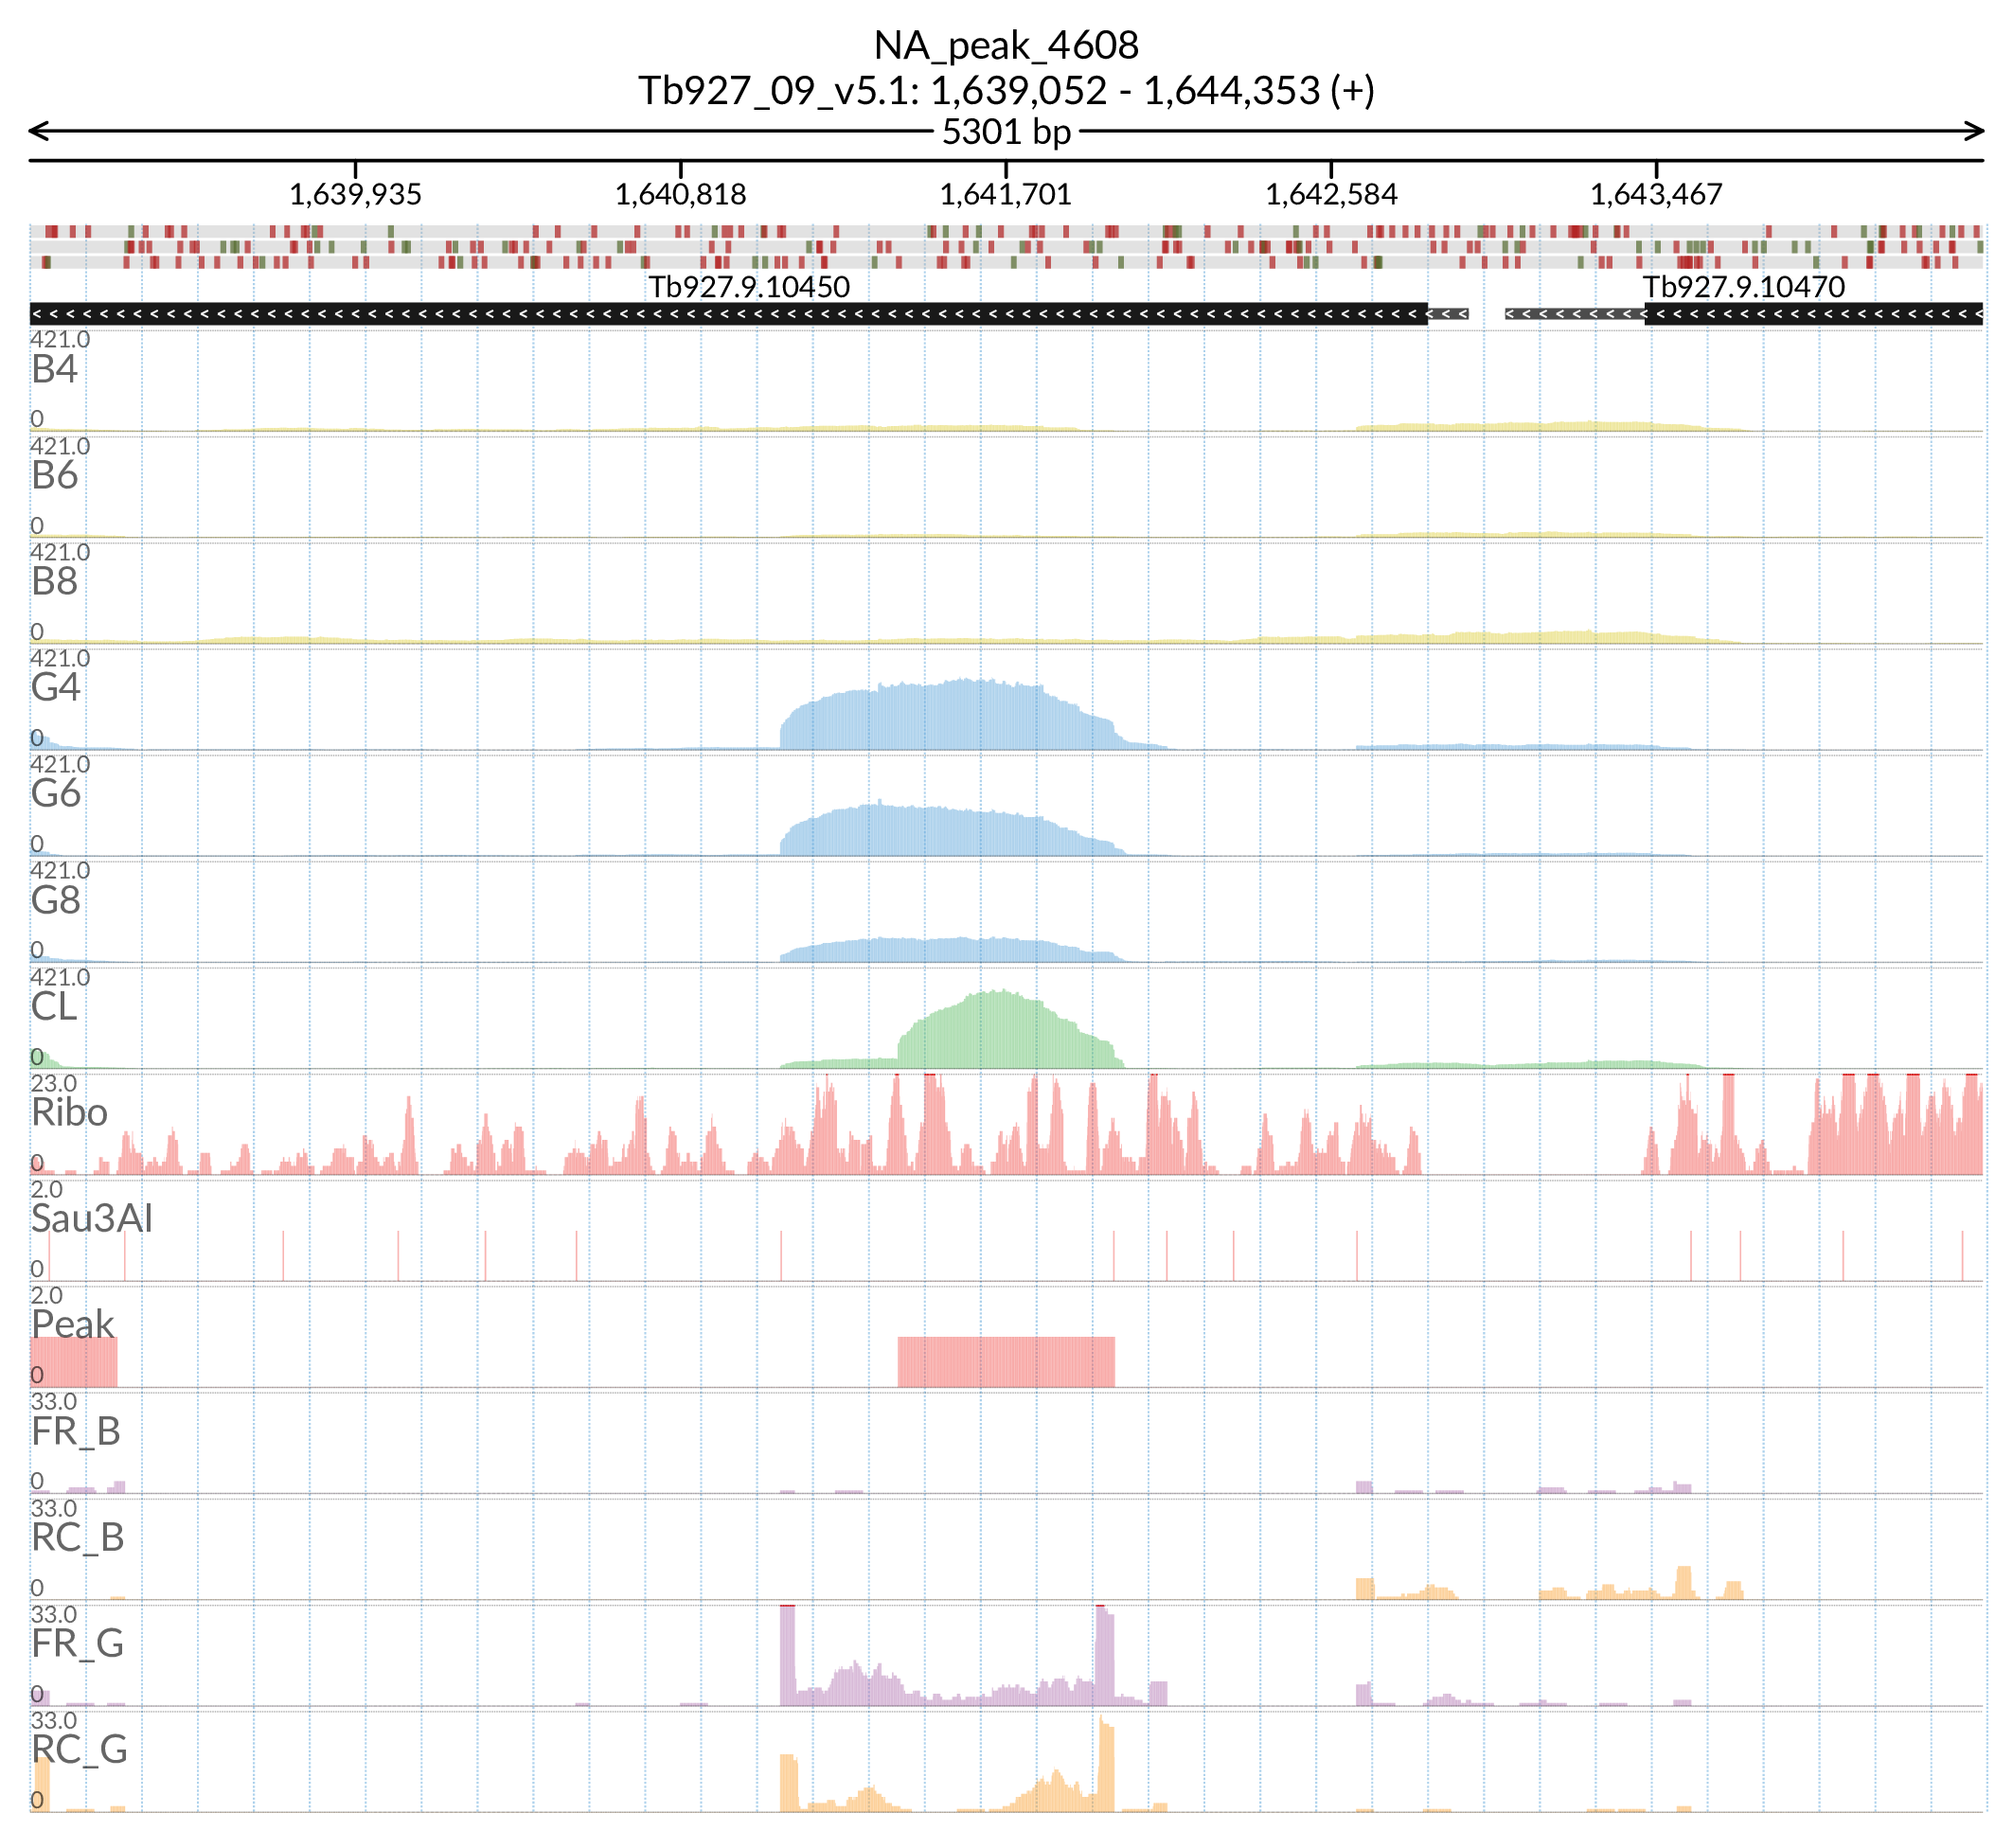 NA_peak_4608
Tb927_09_v5.1: 1,639,052 - 1,644,353 (+)
5301 bp
1,639,935 1,640,818 1,641,701 1,642,584 1,643,467
Tb927.9.10450 Tb927.9.10470
421.0
B4
0
421.0
B6
0
421.0
B8
0
421.0
G4
0
421.0
G6
0
421.0
G8
0
421.0
CL
0
23.0
Ribo
0
2.0
Sau3AI
0
2.0
Peak
0
33.0
FR_B
0
33.0
RC_B
0
33.0
FR_G
0
33.0
RC_G
0